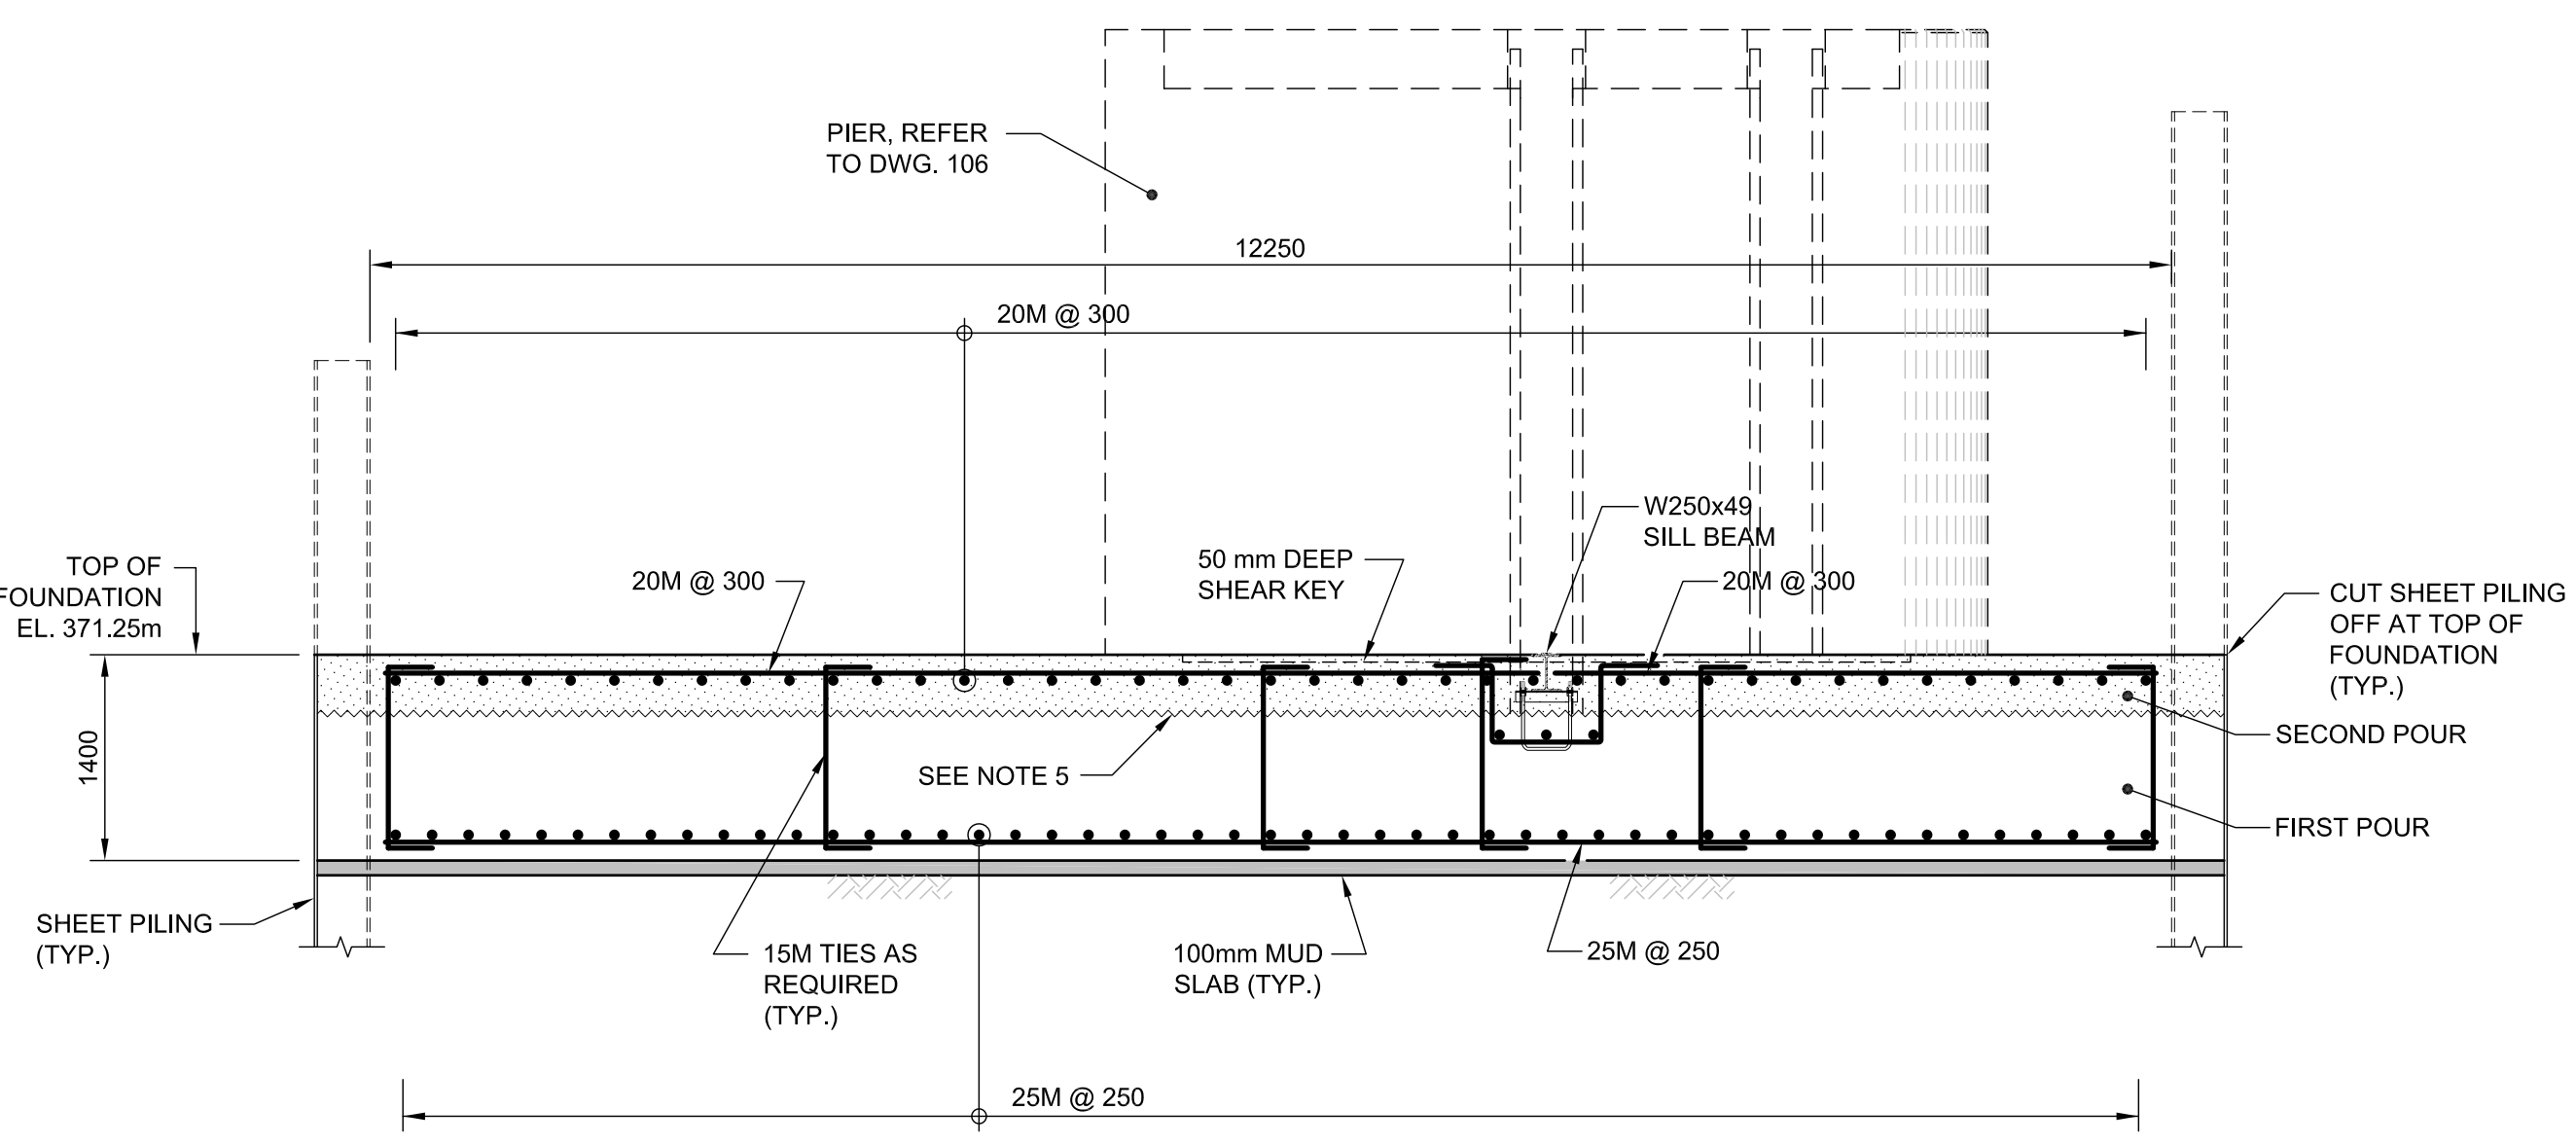 PIER, REFER
TO DWG. 106
12250
20M @ 300
W250x49
SILL BEAM
TOP OF
FOUNDATION
EL. 371.25m
20M @ 300
50 mm DEEP
SHEAR KEY
20M @ 300
CUT SHEET PILING
OFF AT TOP OF
FOUNDATION
(TYP.)
1400
SEE NOTE 5
SECOND POUR
FIRST POUR
SHEET PILING
(TYP.)
15M TIES AS
REQUIRED
(TYP.)
100mm MUD
SLAB (TYP.)
25M @ 250
25M @ 250